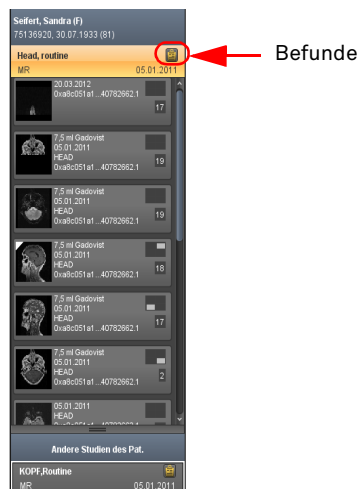 Seifert, Sandra (F)
75136920, 30.07.1933 (81)
Head, routine
Befunde
MR 05.01.2011
20.03.2012
0xa8c051a1...40782662.1
17
7,5 ml Gadovist
05.01.2011
HEAD
0xa8c051a1...40782662.1
19
7,5 ml Gadovist
05.01.2011
HEAD
0xa8c051a1...40782662.1
19
7,5 ml Gadovist
05.01.2011
HEAD
0xa8c051a1...40782662.1
18
7,5 ml Gadovist
05.01.2011
HEAD
0xa8c051a1...40782662.1
17
7,5 ml Gadovist
05.01.2011
HEAD
0xa8c051a1...40782662.1
2
05.01.2011
HEAD
Andere Studien des Pat.
KOPF,Routine
MR 05.01.2011